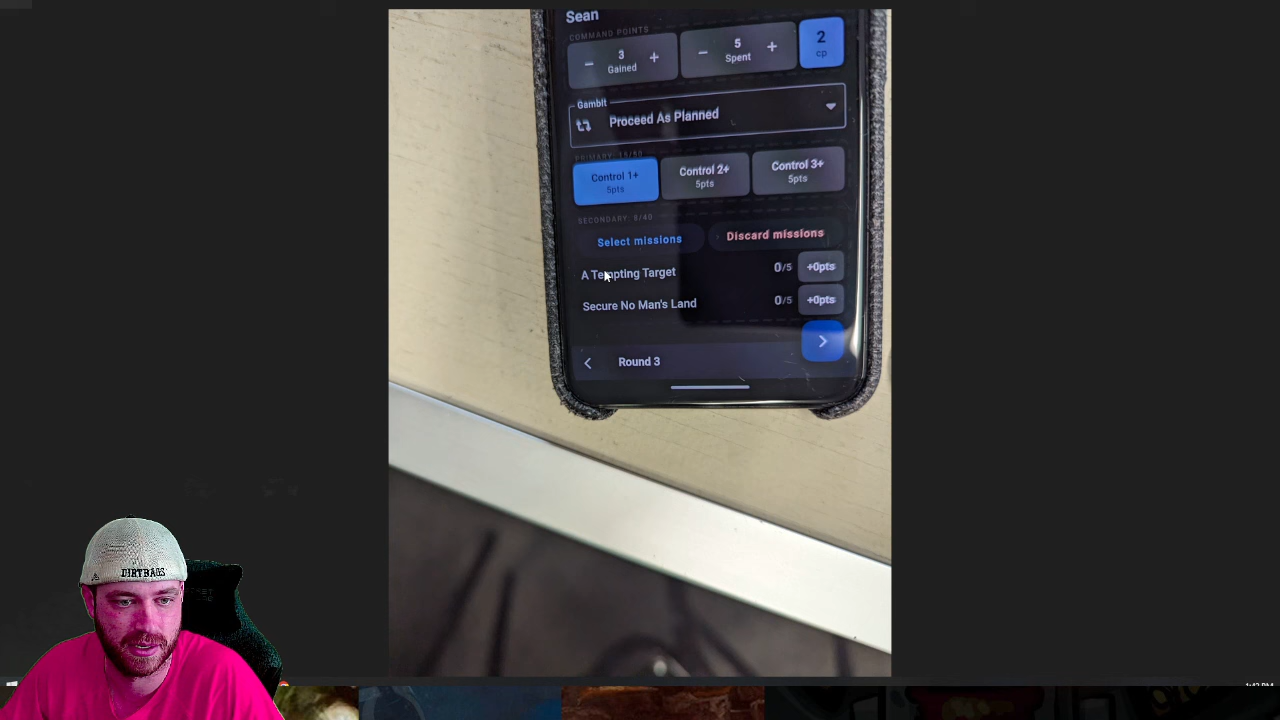 Sean
COMMAND POINTS
− 3 +
Gained
− 5 +
Spent
2
cp
Gambit
Proceed As Planned
Control 1+
5pts
Control 2+
5pts
Control 3+
5pts
SECONDARY: 0/40
Select missions
Discard missions
A Tempting Target 0/5 +0pts
Secure No Man's Land 0/5 +0pts
Round 3
DIRTBAGS